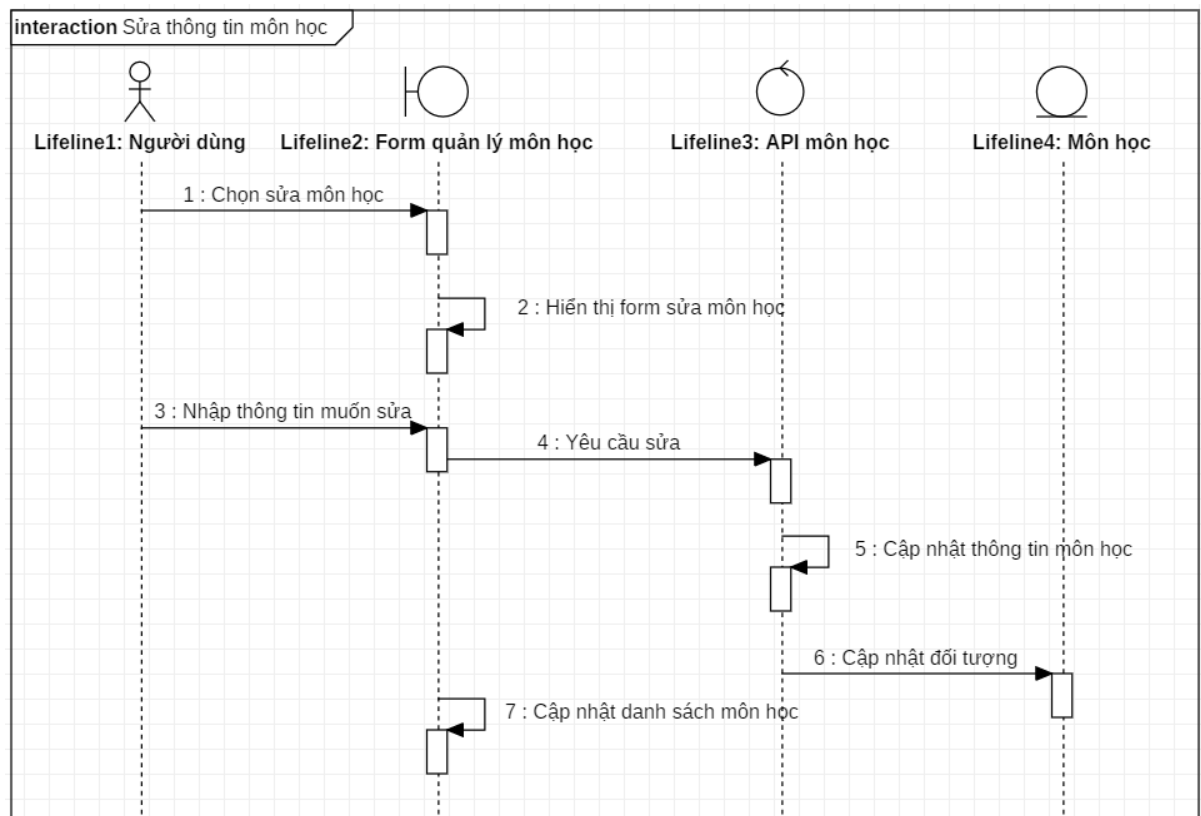 interaction Sửa thông tin môn học
Lifeline1: Người dùng
Lifeline2: Form quản lý môn học
Lifeline3: API môn học
Lifeline4: Môn học
1 : Chọn sửa môn học
2 : Hiển thị form sửa môn học
3 : Nhập thông tin muốn sửa
4 : Yêu cầu sửa
5 : Cập nhật thông tin môn học
6 : Cập nhật đối tượng
7 : Cập nhật danh sách môn học